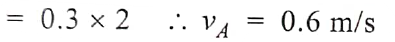 = 0.3 × 2 ∴ v_A = 0.6 m/s